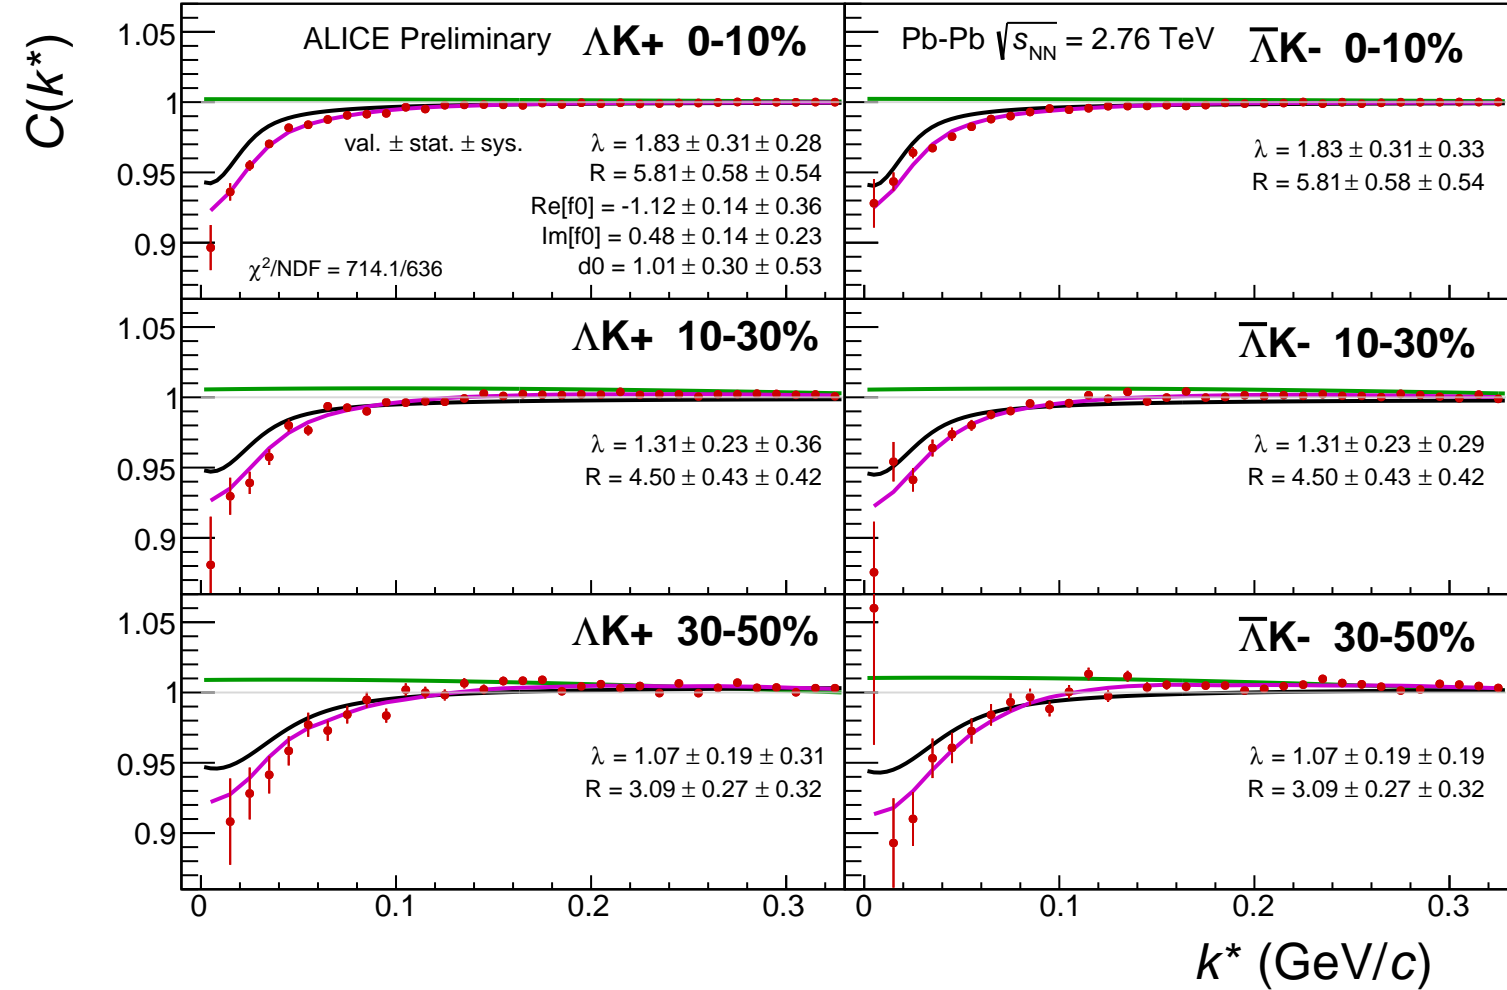 C(k*)
ALICE Preliminary ΛK+ 0-10%
val. ± stat. ± sys.
λ = 1.83 ± 0.31 ± 0.28
R = 5.81 ± 0.58 ± 0.54
Re[f0] = -1.12 ± 0.14 ± 0.36
Im[f0] = 0.48 ± 0.14 ± 0.23
d0 = 1.01 ± 0.30 ± 0.53
χ²/NDF = 714.1/636
1.05
1
0.95
0.9
Pb-Pb √sNN = 2.76 TeV Λ̅K- 0-10%
λ = 1.83 ± 0.31 ± 0.33
R = 5.81 ± 0.58 ± 0.54
ΛK+ 10-30%
λ = 1.31 ± 0.23 ± 0.36
R = 4.50 ± 0.43 ± 0.42
1.05
1
0.95
0.9
Λ̅K- 10-30%
λ = 1.31 ± 0.23 ± 0.29
R = 4.50 ± 0.43 ± 0.42
ΛK+ 30-50%
λ = 1.07 ± 0.19 ± 0.31
R = 3.09 ± 0.27 ± 0.32
1.05
1
0.95
0.9
Λ̅K- 30-50%
λ = 1.07 ± 0.19 ± 0.19
R = 3.09 ± 0.27 ± 0.32
0 0.1 0.2 0.3
0 0.1 0.2 0.3
k* (GeV/c)